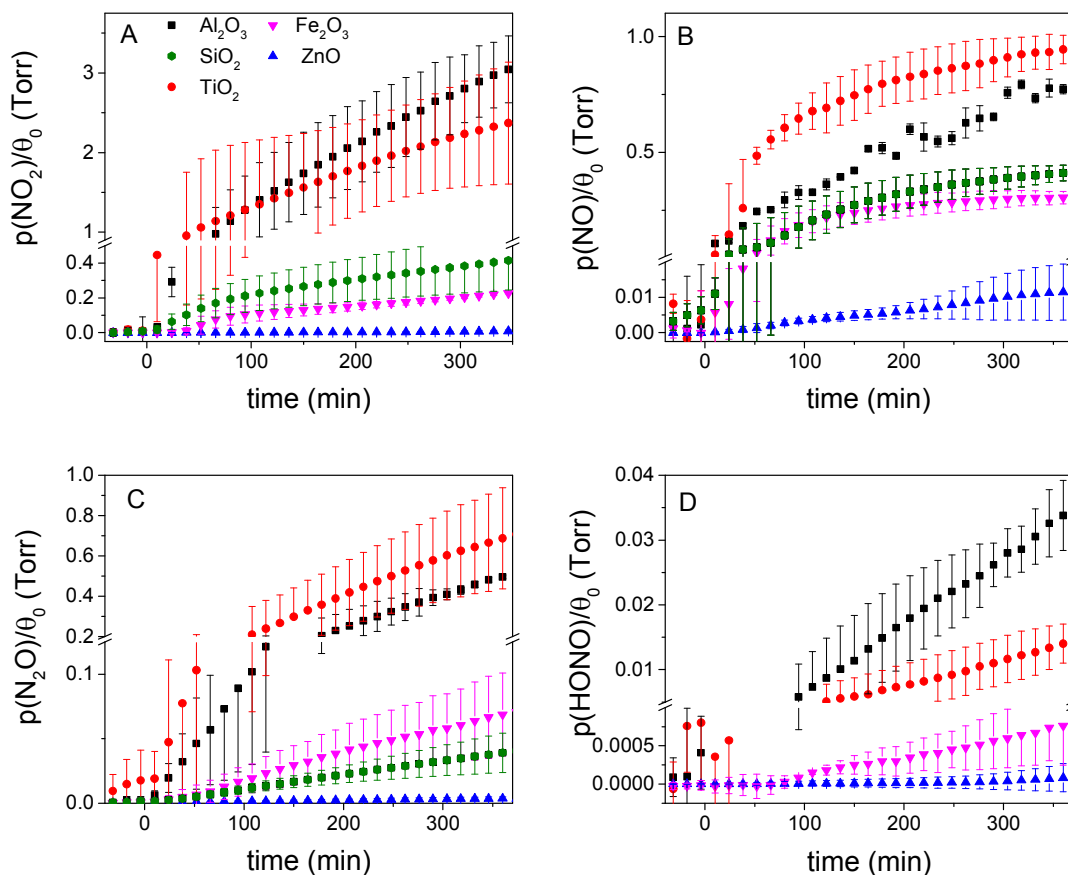 A
Al₂O₃
Fe₂O₃
SiO₂
ZnO
TiO₂
p(NO₂)/θ₀ (Torr)
3
2
1
0.4
0.2
0.0
0 100 200 300
time (min)
B
p(NO)/θ₀ (Torr)
1.0
0.5
0.01
0.00
0 100 200 300
time (min)
C
p(N₂O)/θ₀ (Torr)
1.0
0.8
0.6
0.4
0.2
0.1
0.0
0 100 200 300
time (min)
D
p(HONO)/θ₀ (Torr)
0.04
0.03
0.02
0.01
0.0005
0.0000
0 100 200 300
time (min)